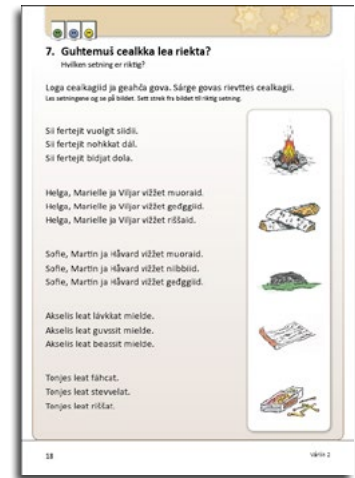 7. Guhtemuš cealkka lea riekta?
Hvilken setning er riktig?
Loga cealkagiid ja geahča gova. Sárge govas rievttes cealkagii.
Les setningene og se på bildet. Sett strek fra bildet til riktig setning.
Sii fertejit vuolgit siidii.
Sii fertejit nohkkat dál.
Sii fertejit bidjat dola.
Helga, Marielle ja Viljar vižžet muoraid.
Helga, Marielle ja Viljar vižžet geđggiid.
Helga, Marielle ja Viljar vižžet riššaid.
Sofie, Martin ja Håvard vižžet muoraid.
Sofie, Martin ja Håvard vižžet niibbiid.
Sofie, Martin ja Håvard vižžet geđggiid.
Akselis leat lávkkat mielde.
Akselis leat guvssit mielde.
Akselis leat beassit mielde.
Tonjes leat fáhcat.
Tonjes leat stevvelat.
Tonjes leat riššat.
18